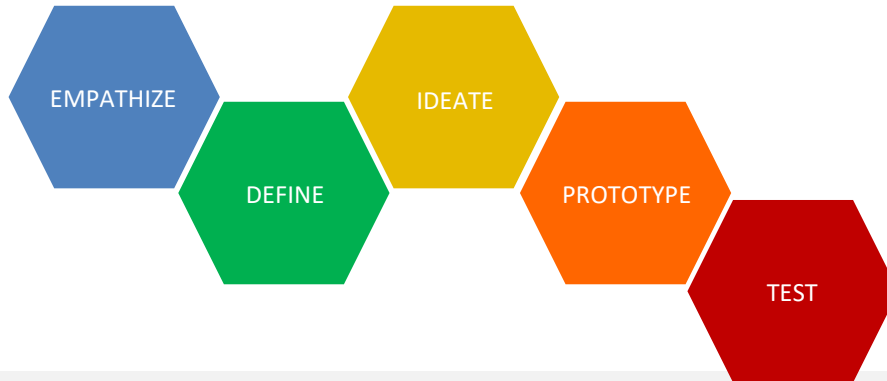 EMPATHIZE
DEFINE
IDEATE
PROTOTYPE
TEST